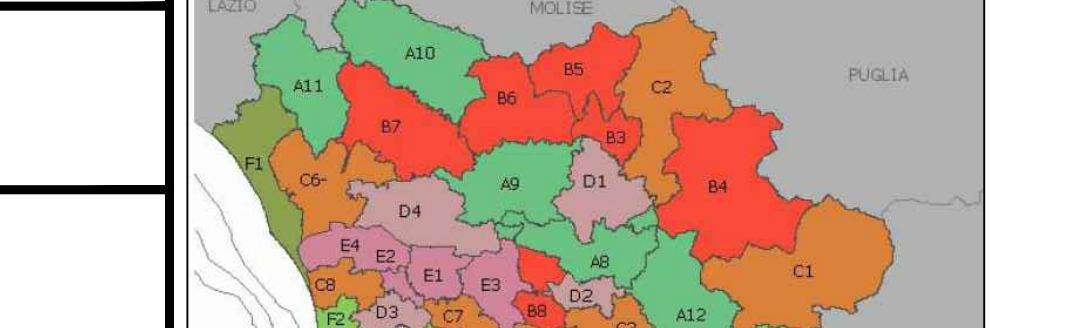 LAZIO
MOLISE
A10
B5
PUGLIA
A11
C2
B6
B7
B3
F1
C6-
A9
D1
B4
D4
E4
E2
A8
C1
E1
E3
C8
D2
F2
D3
C7
B8
A12